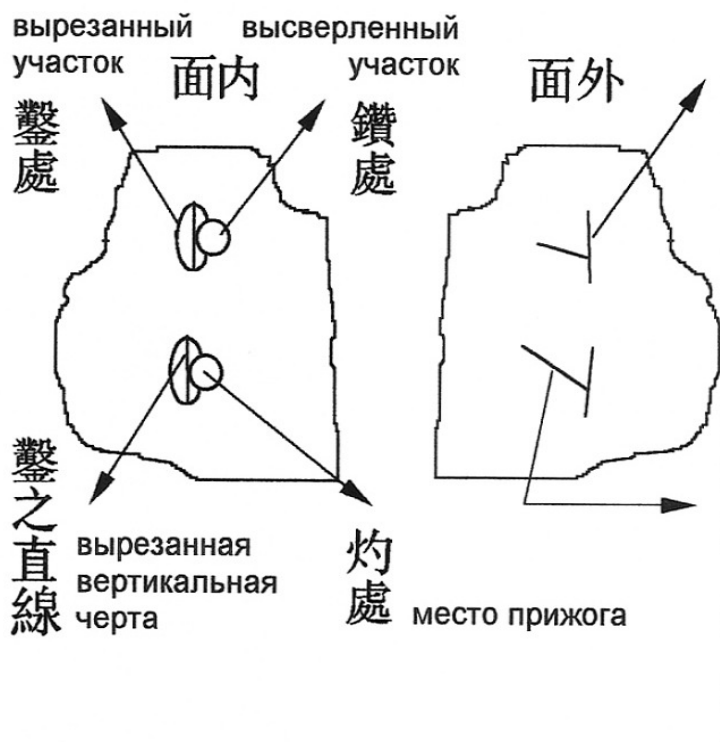 вырезанный
участок
высверленный
участок
面内
面外
鑿處
鑽處
鑿之直線
вырезанная
вертикальная
черта
灼處
место прижога